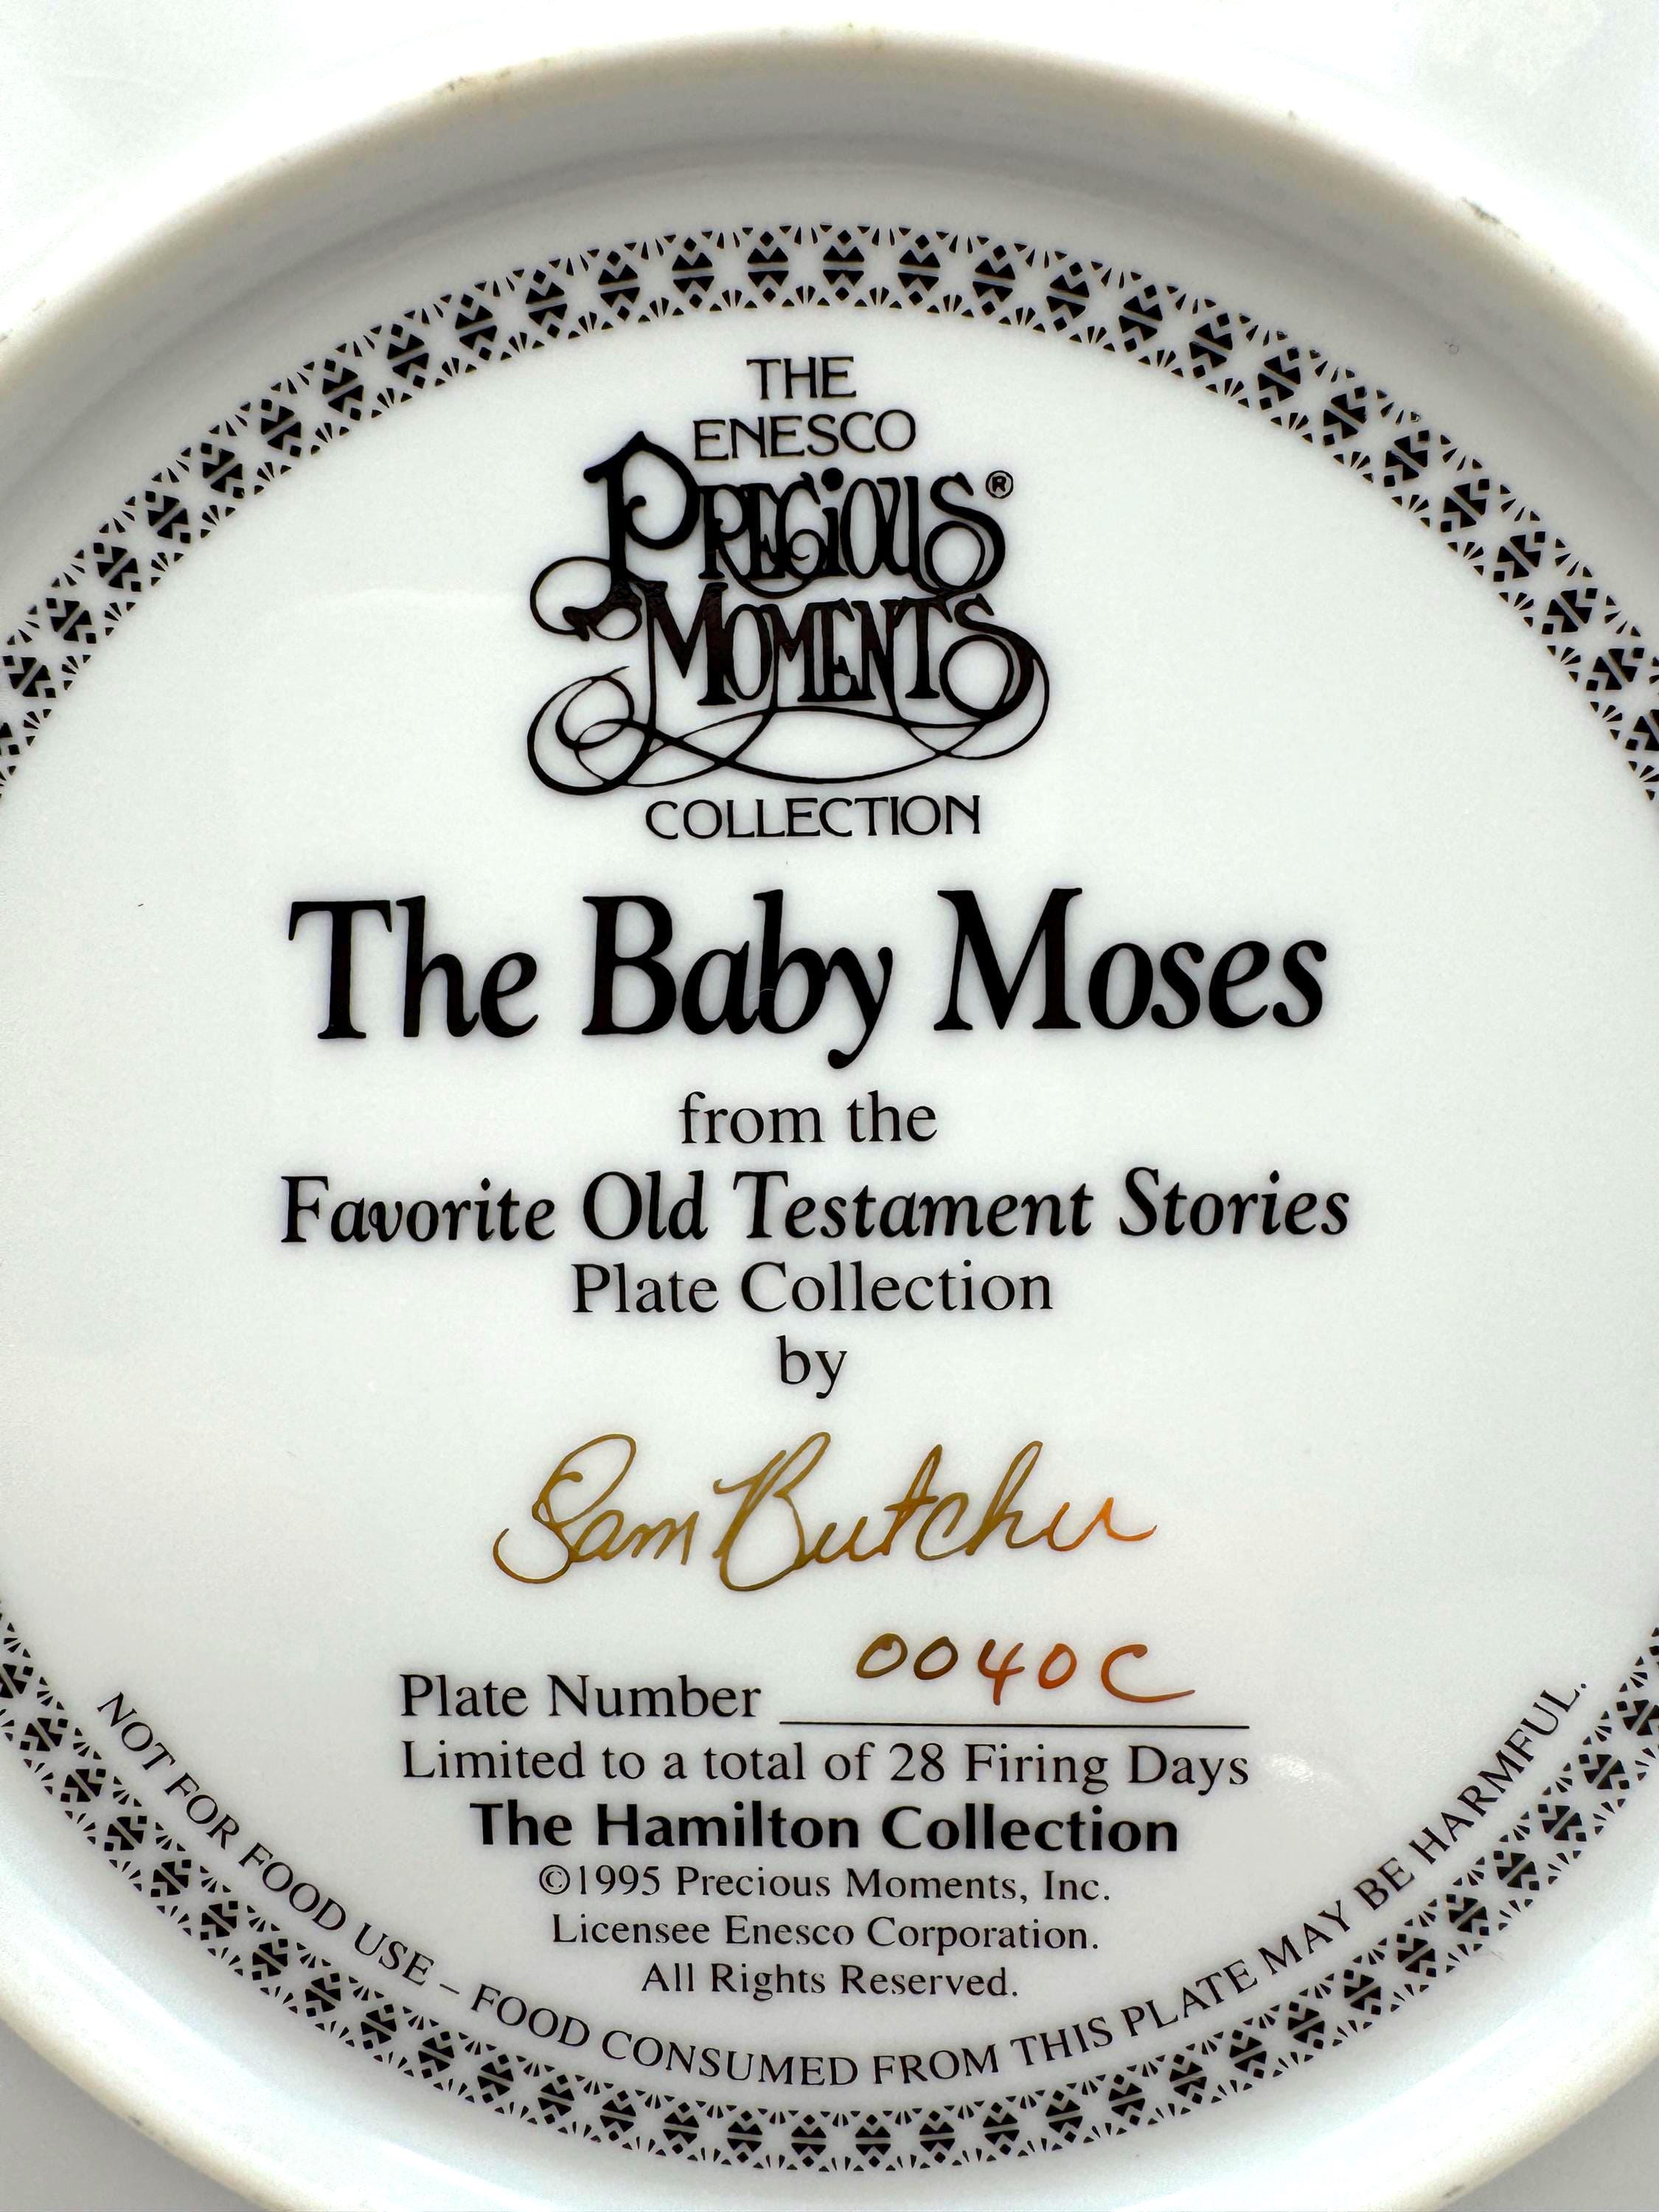 THE
ENESCO
PRECIOUS®
MOMENTS
COLLECTION
The Baby Moses
from the
Favorite Old Testament Stories
Plate Collection
by
Sam Butcher
Plate Number 0040C
Limited to a total of 28 Firing Days
The Hamilton Collection
©1995 Precious Moments, Inc.
Licensee Enesco Corporation.
All Rights Reserved.
NOT FOR FOOD USE – FOOD CONSUMED FROM THIS PLATE MAY BE HARMFUL.